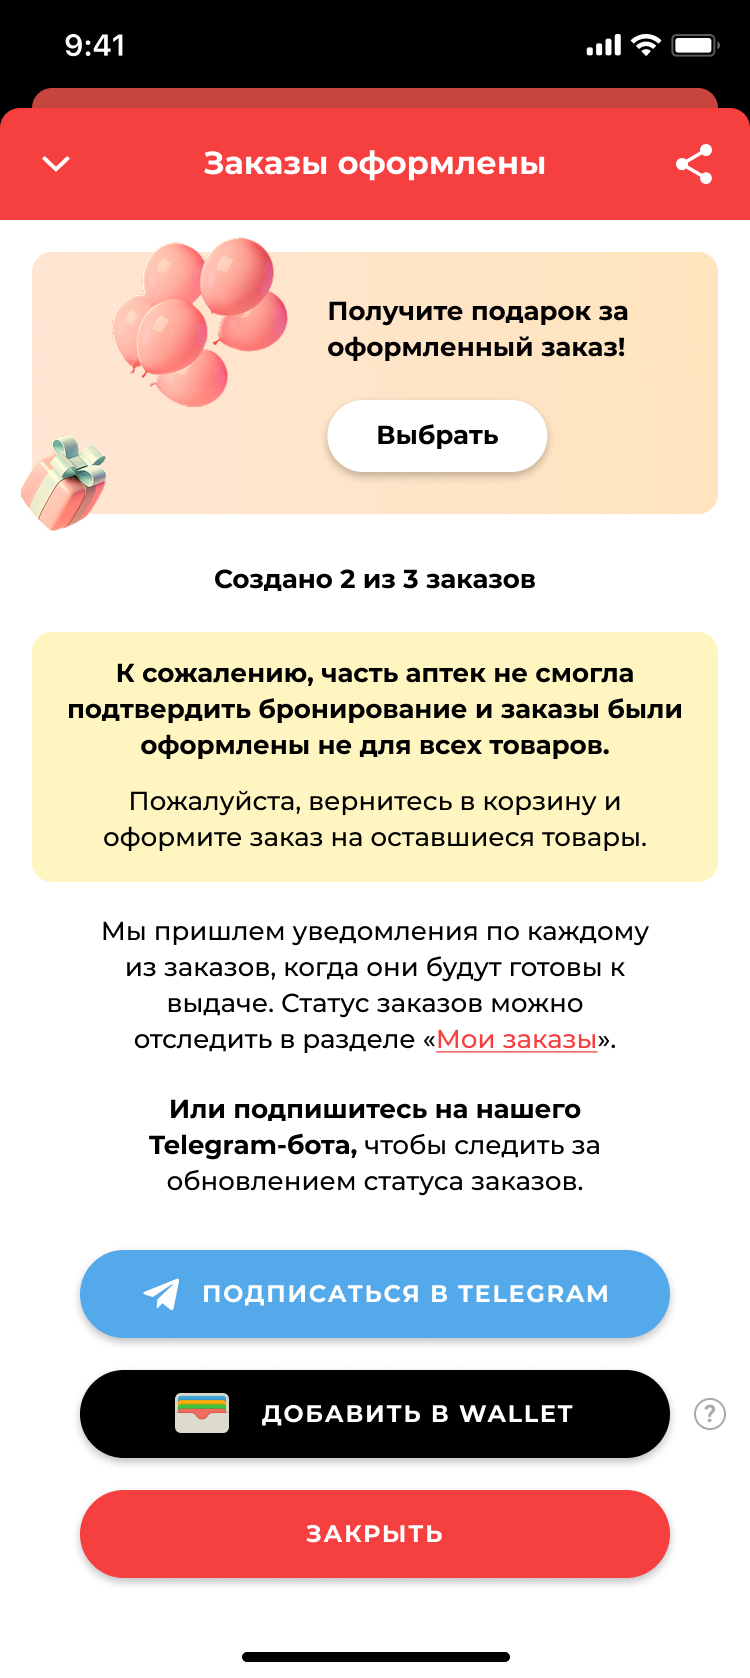 9:41
Заказы оформлены
Получите подарок за
оформленный заказ!
Выбрать
Создано 2 из 3 заказов
К сожалению, часть аптек не смогла
подтвердить бронирование и заказы были
оформлены не для всех товаров.
Пожалуйста, вернитесь в корзину и
оформите заказ на оставшиеся товары.
Мы пришлем уведомления по каждому
из заказов, когда они будут готовы к
выдаче. Статус заказов можно
отследить в разделе «Мои заказы».
Или подпишитесь на нашего
Telegram-бота, чтобы следить за
обновлением статуса заказов.
ПОДПИСАТЬСЯ В TELEGRAM
ДОБАВИТЬ В WALLET
?
ЗАКРЫТЬ